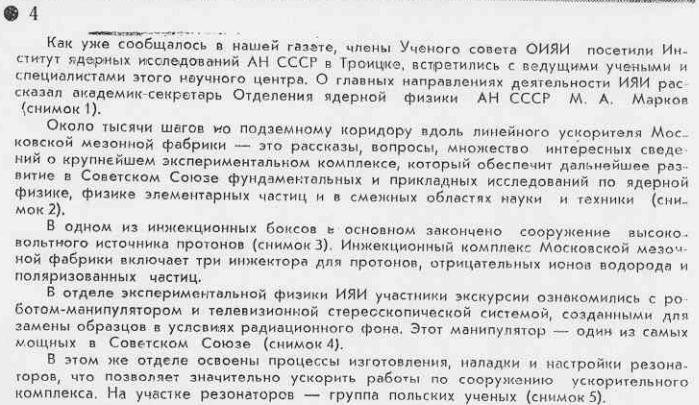 4
Как уже сообщалось в нашей газете, члены Ученого совета ОИЯИ посетили Ин-
ститут ядерных исследований АН СССР в Троицке, встретились с ведущими учеными и
специалистами этого научного центра. О главных направлениях деятельности ИЯИ рас-
сказал академик-секретарь Отделения ядерной физики АН СССР М. А. Марков
(снимок 1).
Около тысячи шагов по подземному коридору вдоль линейного ускорителя Мос-
ковской мезонной фабрики — это рассказы, вопросы, множество интересных сведе-
ний о крупнейшем экспериментальном комплексе, который обеспечит дальнейшее раз-
витие в Советском Союзе фундаментальных и прикладных исследований по ядерной
физике, физике элементарных частиц и в смежных областях науки и техники (сни-
мок 2).
В одном из инжекционных боксов в основном закончено сооружение высоко-
вольтного источника протонов (снимок 3). Инжекционный комплекс Московской мезон-
ной фабрики включает три инжектора для протонов, отрицательных ионов водорода и
поляризованных частиц.
В отделе экспериментальной физики ИЯИ участники экскурсии ознакомились с ро-
ботом-манипулятором и телевизионной стереоскопической системой, созданными для
замены образцов в условиях радиационного фона. Этот манипулятор — один из самых
мощных в Советском Союзе (снимок 4).
В этом же отделе освоены процессы изготовления, наладки и настройки резона-
торов, что позволяет значительно ускорить работы по сооружению ускорительного
комплекса. На участке резонаторов — группа польских ученых (снимок 5).